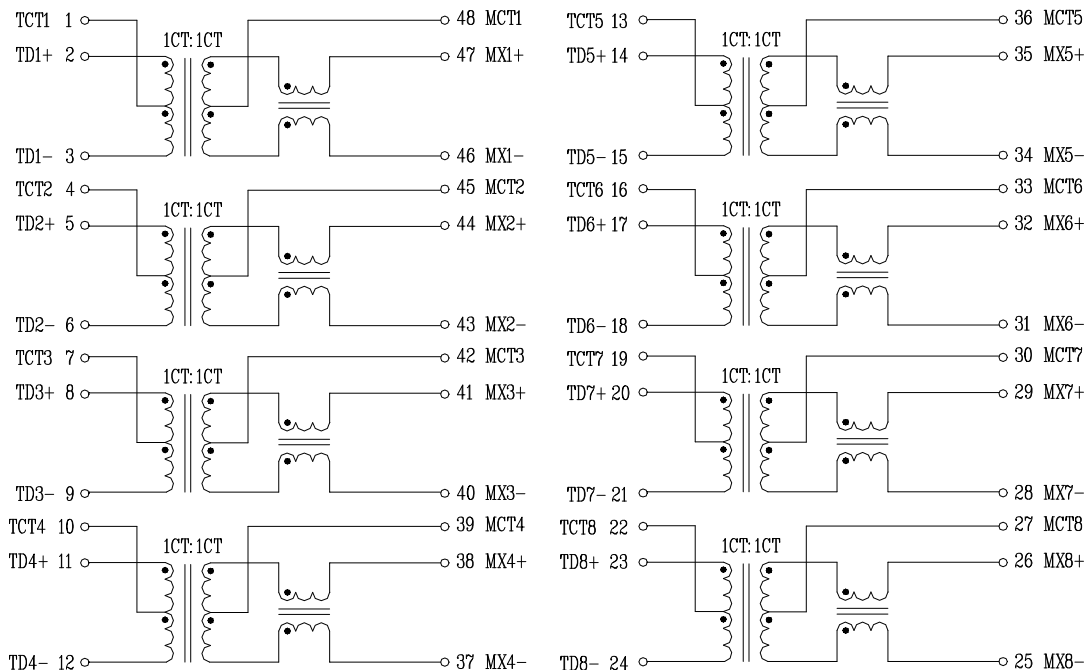 TCT1 1
48 MCT1
1CT:1CT
TD1+ 2
47 MX1+
TD1- 3
46 MX1-
TCT2 4
45 MCT2
1CT:1CT
TD2+ 5
44 MX2+
TD2- 6
43 MX2-
TCT3 7
42 MCT3
1CT:1CT
TD3+ 8
41 MX3+
TD3- 9
40 MX3-
TCT4 10
39 MCT4
1CT:1CT
TD4+ 11
38 MX4+
TD4- 12
37 MX4-
TCT5 13
36 MCT5
1CT:1CT
TD5+ 14
35 MX5+
TD5- 15
34 MX5-
TCT6 16
33 MCT6
1CT:1CT
TD6+ 17
32 MX6+
TD6- 18
31 MX6-
TCT7 19
30 MCT7
1CT:1CT
TD7+ 20
29 MX7+
TD7- 21
28 MX7-
TCT8 22
27 MCT8
1CT:1CT
TD8+ 23
26 MX8+
TD8- 24
25 MX8-